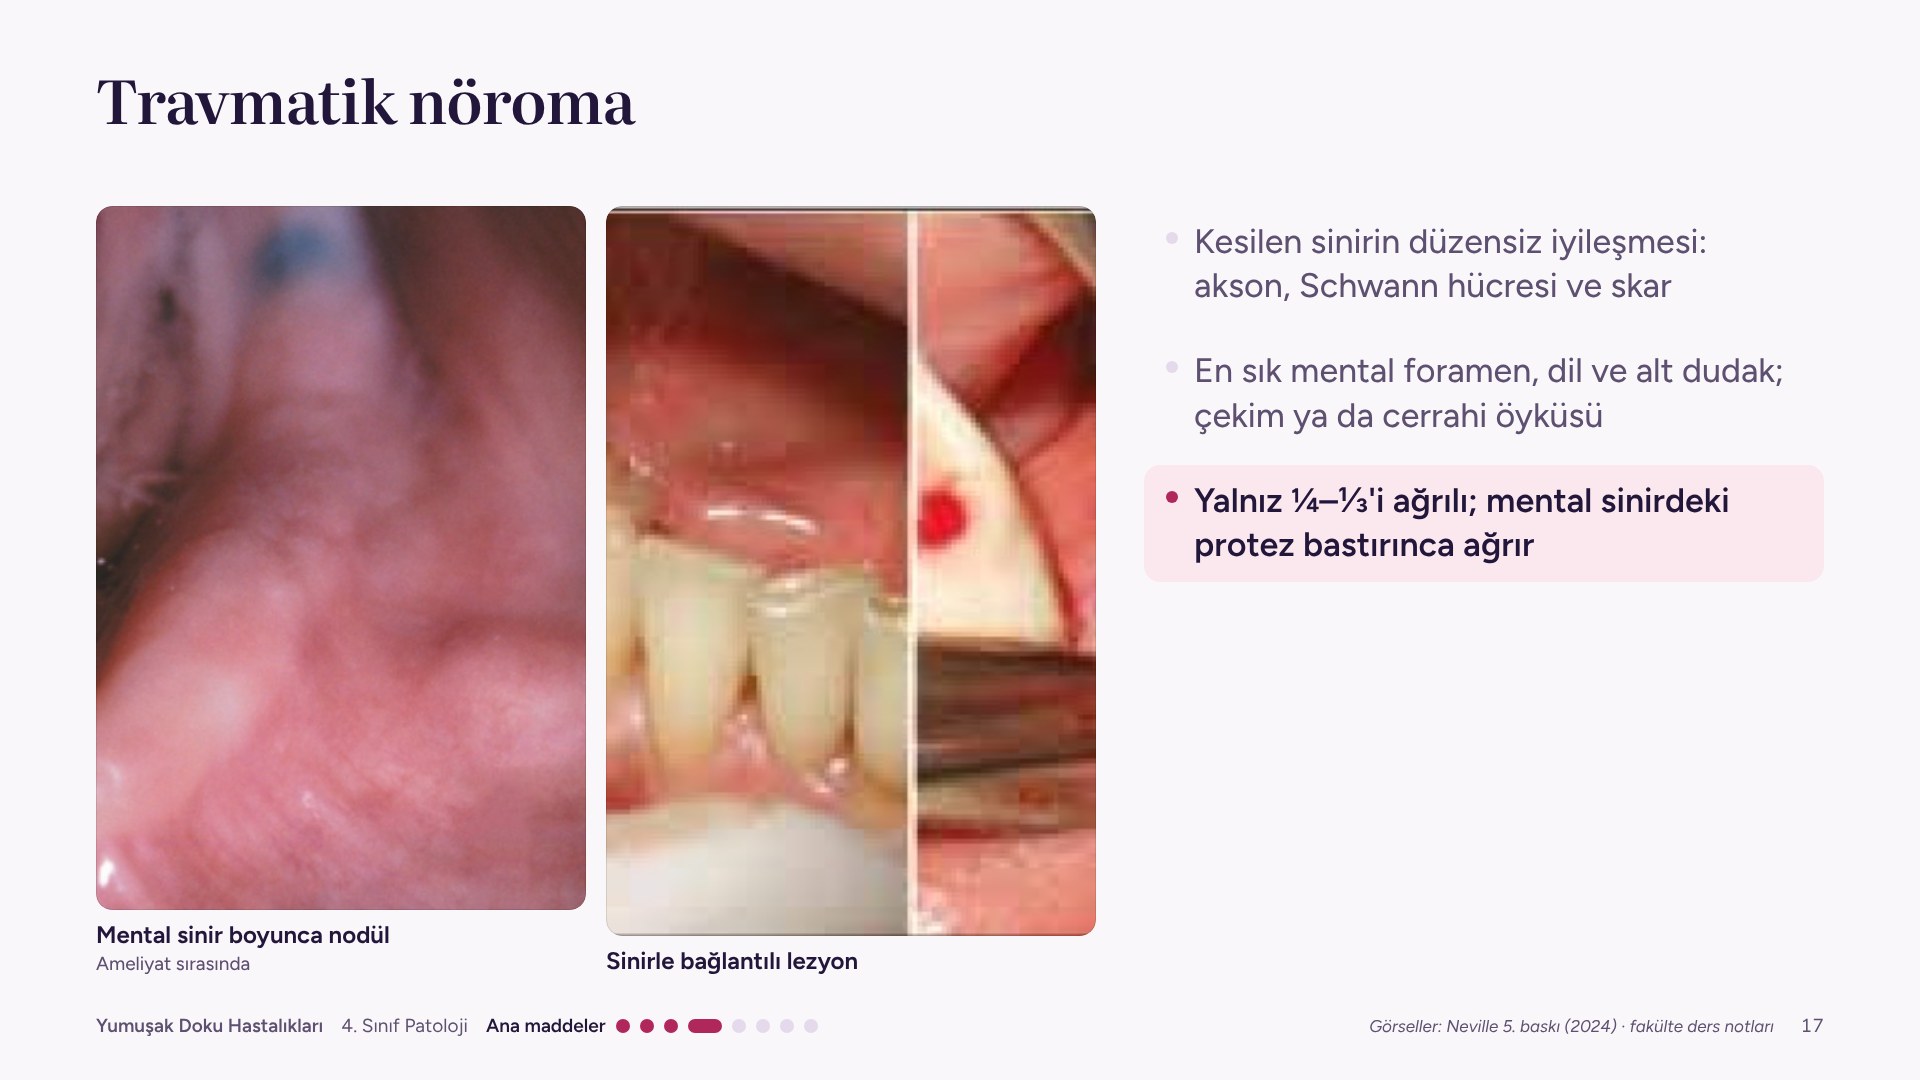 Travmatik nöroma
Kesilen sinirin düzensiz iyileşmesi:
akson, Schwann hücresi ve skar
En sık mental foramen, dil ve alt dudak;
çekim ya da cerrahi öyküsü
Yalnız ¼–⅓'i ağrılı; mental sinirdeki
protez bastırınca ağrır
Mental sinir boyunca nodül
Ameliyat sırasında
Sinirle bağlantılı lezyon
Yumuşak Doku Hastalıkları 4. Sınıf Patoloji Ana maddeler
Görseller: Neville 5. baskı (2024) · fakülte ders notları 17